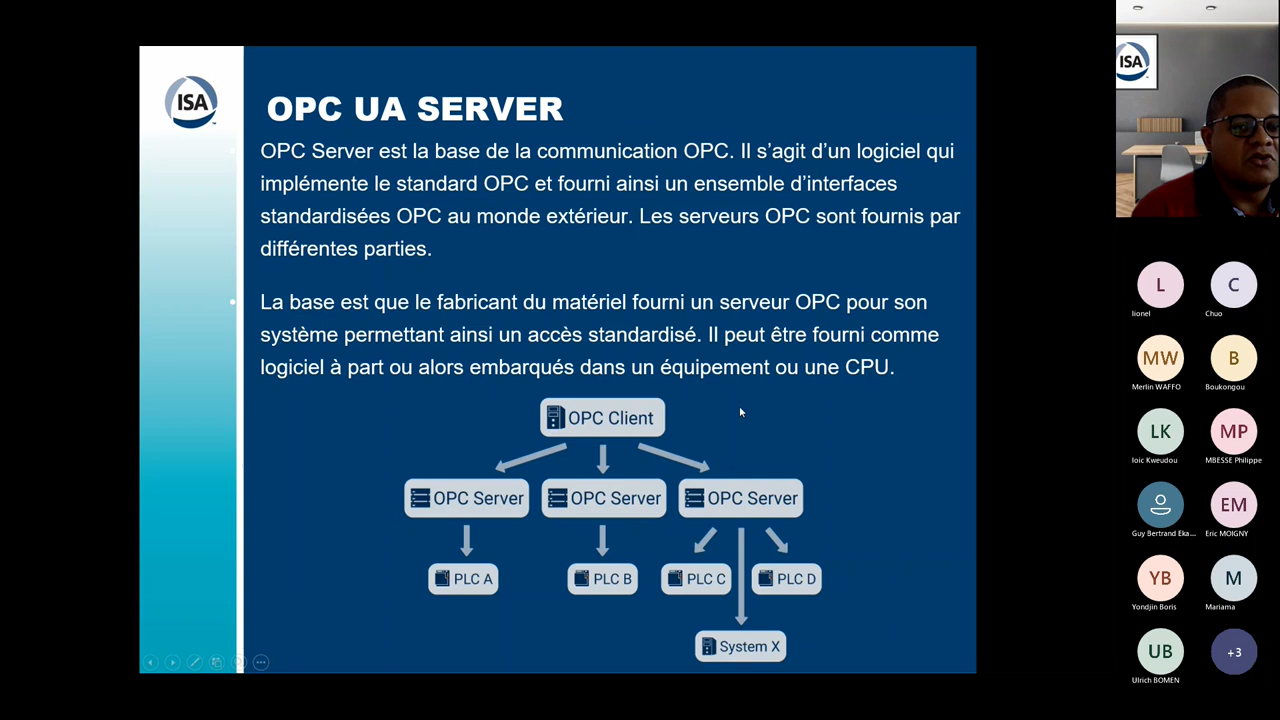 ISA
OPC UA SERVER
OPC Server est la base de la communication OPC. Il s’agit d’un logiciel qui
implémente le standard OPC et fourni ainsi un ensemble d’interfaces
standardisées OPC au monde extérieur. Les serveurs OPC sont fournis par
différentes parties.
La base est que le fabricant du matériel fourni un serveur OPC pour son
système permettant ainsi un accès standardisé. Il peut être fourni comme
logiciel à part ou alors embarqués dans un équipement ou une CPU.
OPC Client
OPC Server
OPC Server
OPC Server
PLC A
PLC B
PLC C
PLC D
System X
ISA
L
lionel
C
Chuo
MW
Merlin WAFFO
B
Boukongou
LK
loic Kweudou
MP
MBESSE Philippe
Guy Bertrand Eka...
EM
Eric MOIGNY
YB
Yondjin Boris
M
Mariama
UB
Ulrich BOMEN
+3